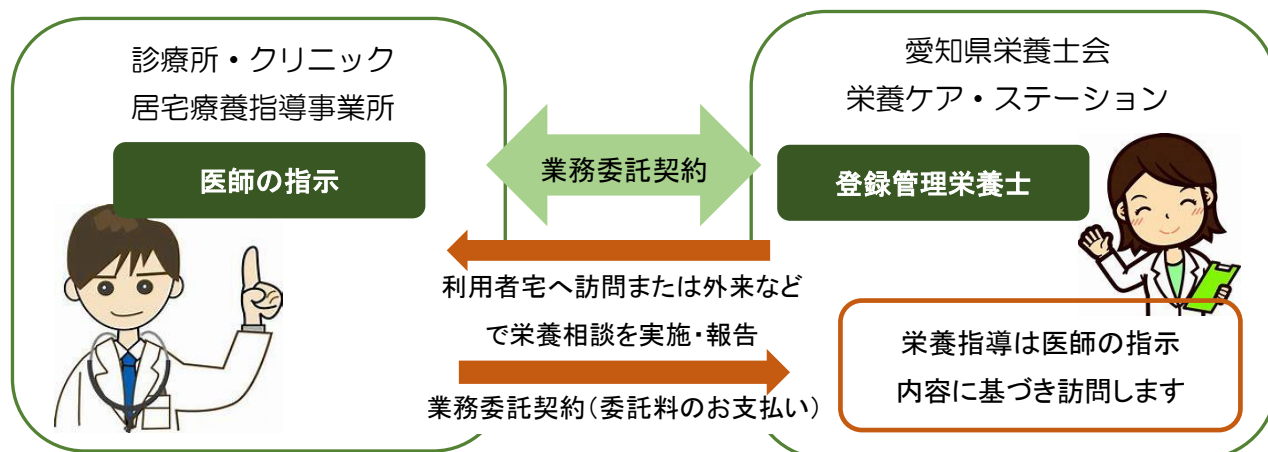 診療所・クリニック
居宅療養指導事業所
医師の指示
業務委託契約
愛知県栄養士会
栄養ケア・ステーション
登録管理栄養士
利用者宅へ訪問または外来など
で栄養相談を実施・報告
業務委託契約(委託料のお支払い)
栄養指導は医師の指示
内容に基づき訪問します